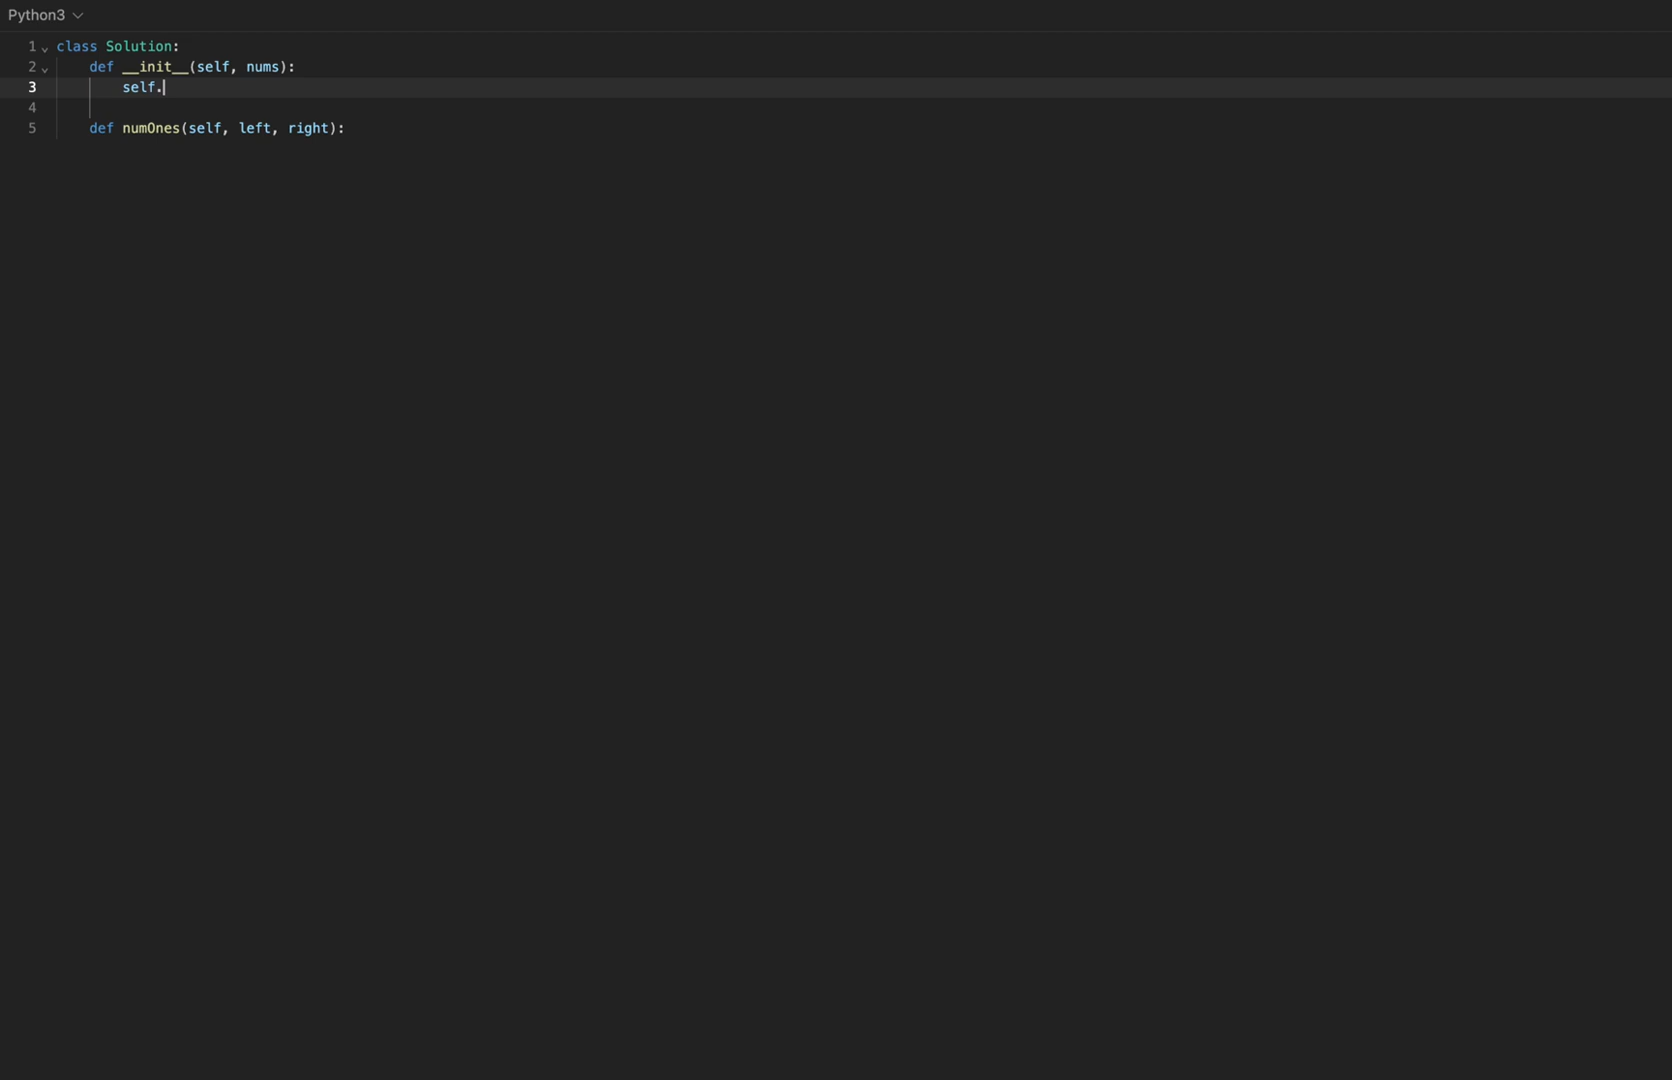 Python3
1 class Solution:
2 def __init__(self, nums):
3 self.
4
5 def numOnes(self, left, right):